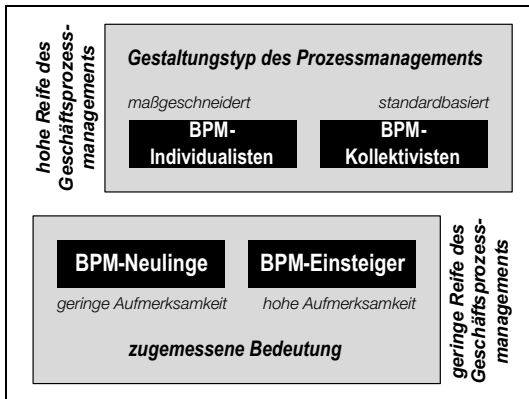 hohe Reife des
Geschäftsprozess-
managements
Gestaltungstyp des Prozessmanagements
maßgeschneidert
standardbasiert
BPM-
Individualisten
BPM-
Kollektivisten
BPM-Neulinge
BPM-Einsteiger
geringe Aufmerksamkeit
hohe Aufmerksamkeit
zugemessene Bedeutung
geringe Reife des
Geschäftsprozess-
managements